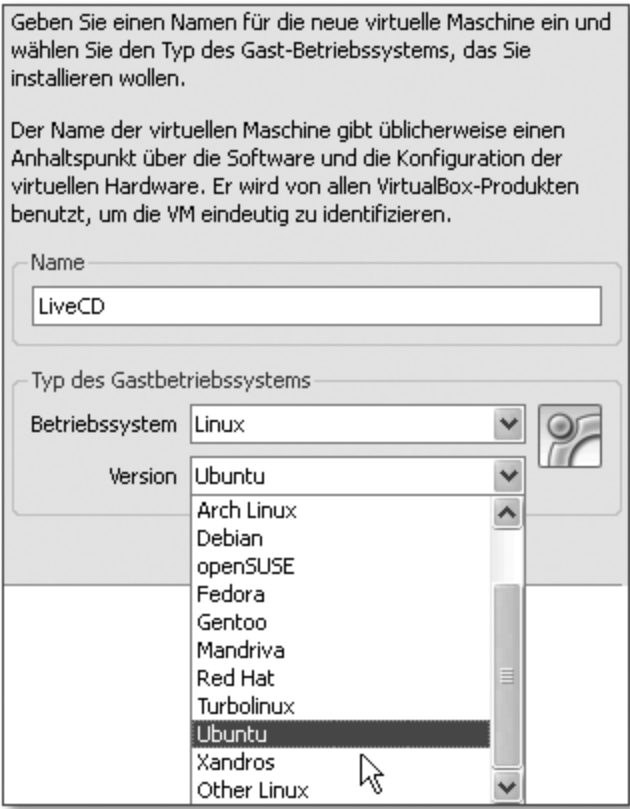 Geben Sie einen Namen für die neue virtuelle Maschine ein und
wählen Sie den Typ des Gast-Betriebssystems, das Sie
installieren wollen.
Der Name der virtuellen Maschine gibt üblicherweise einen
Anhaltspunkt über die Software und die Konfiguration der
virtuellen Hardware. Er wird von allen VirtualBox-Produkten
benutzt, um die VM eindeutig zu identifizieren.
Name
LiveCD
Typ des Gastbetriebssystems
Betriebssystem Linux
Version Ubuntu
Arch Linux
Debian
openSUSE
Fedora
Gentoo
Mandriva
Red Hat
Turbolinux
Ubuntu
Xandros
Other Linux